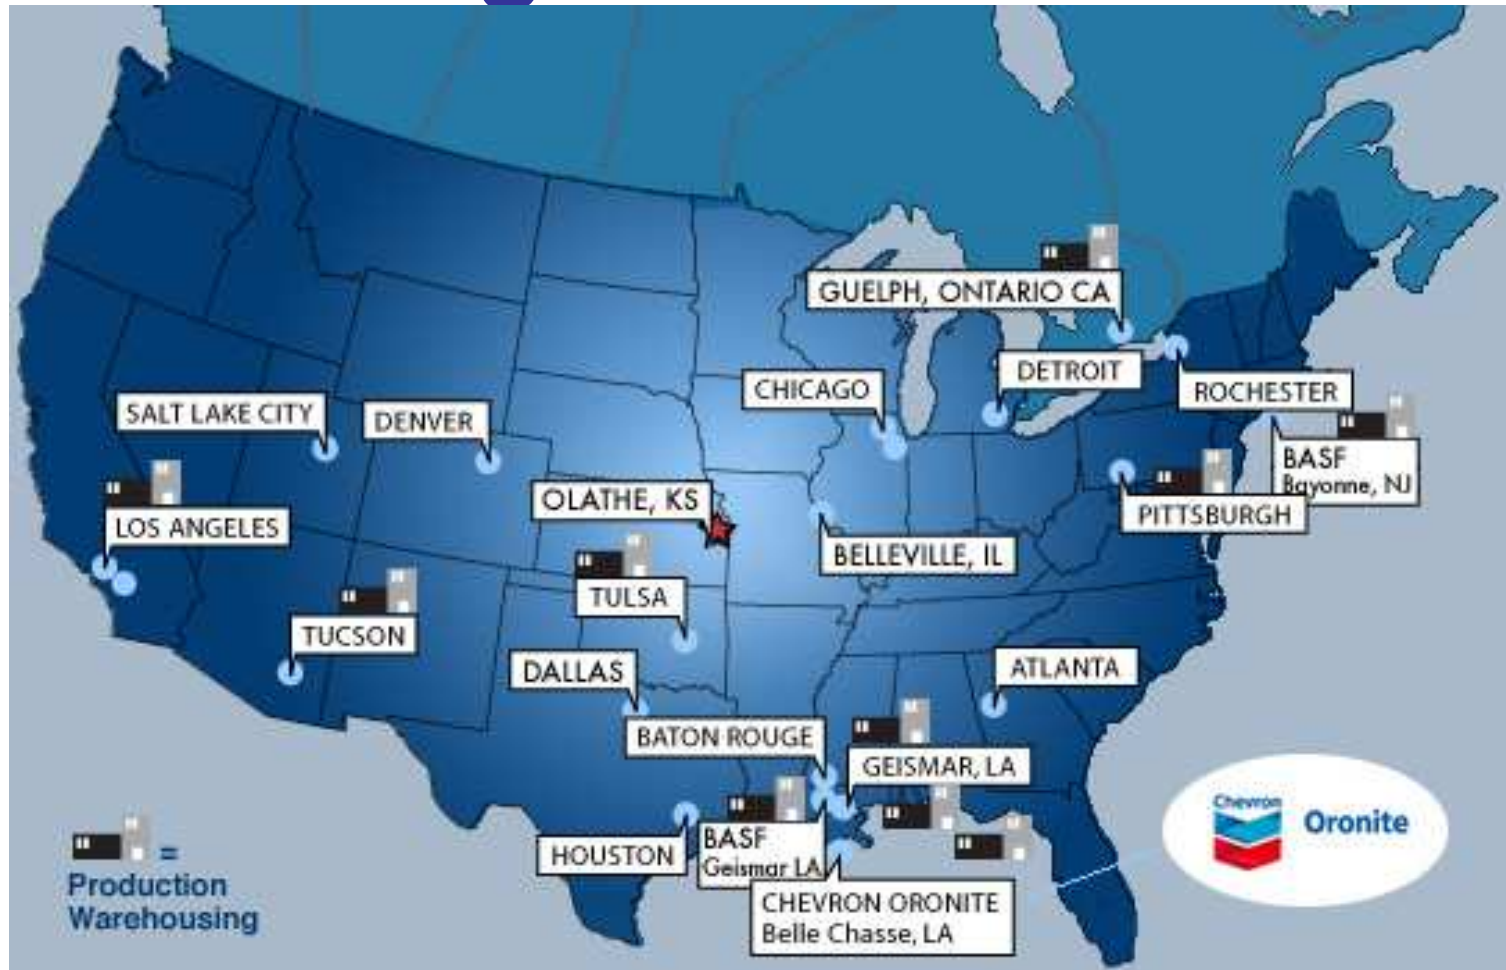 GUELPH, ONTARIO CA
DETROIT
CHICAGO
ROCHESTER
SALT LAKE CITY
DENVER
BASF
Bayonne, NJ
OLATHE, KS
PITTSBURGH
LOS ANGELES
BELLEVILLE, IL
TULSA
TUCSON
DALLAS
ATLANTA
BATON ROUGE
GEISMAR, LA
Chevron
Oronite
BASF
Geismar LA
HOUSTON
=
Production
Warehousing
CHEVRON ORONITE
Belle Chasse, LA